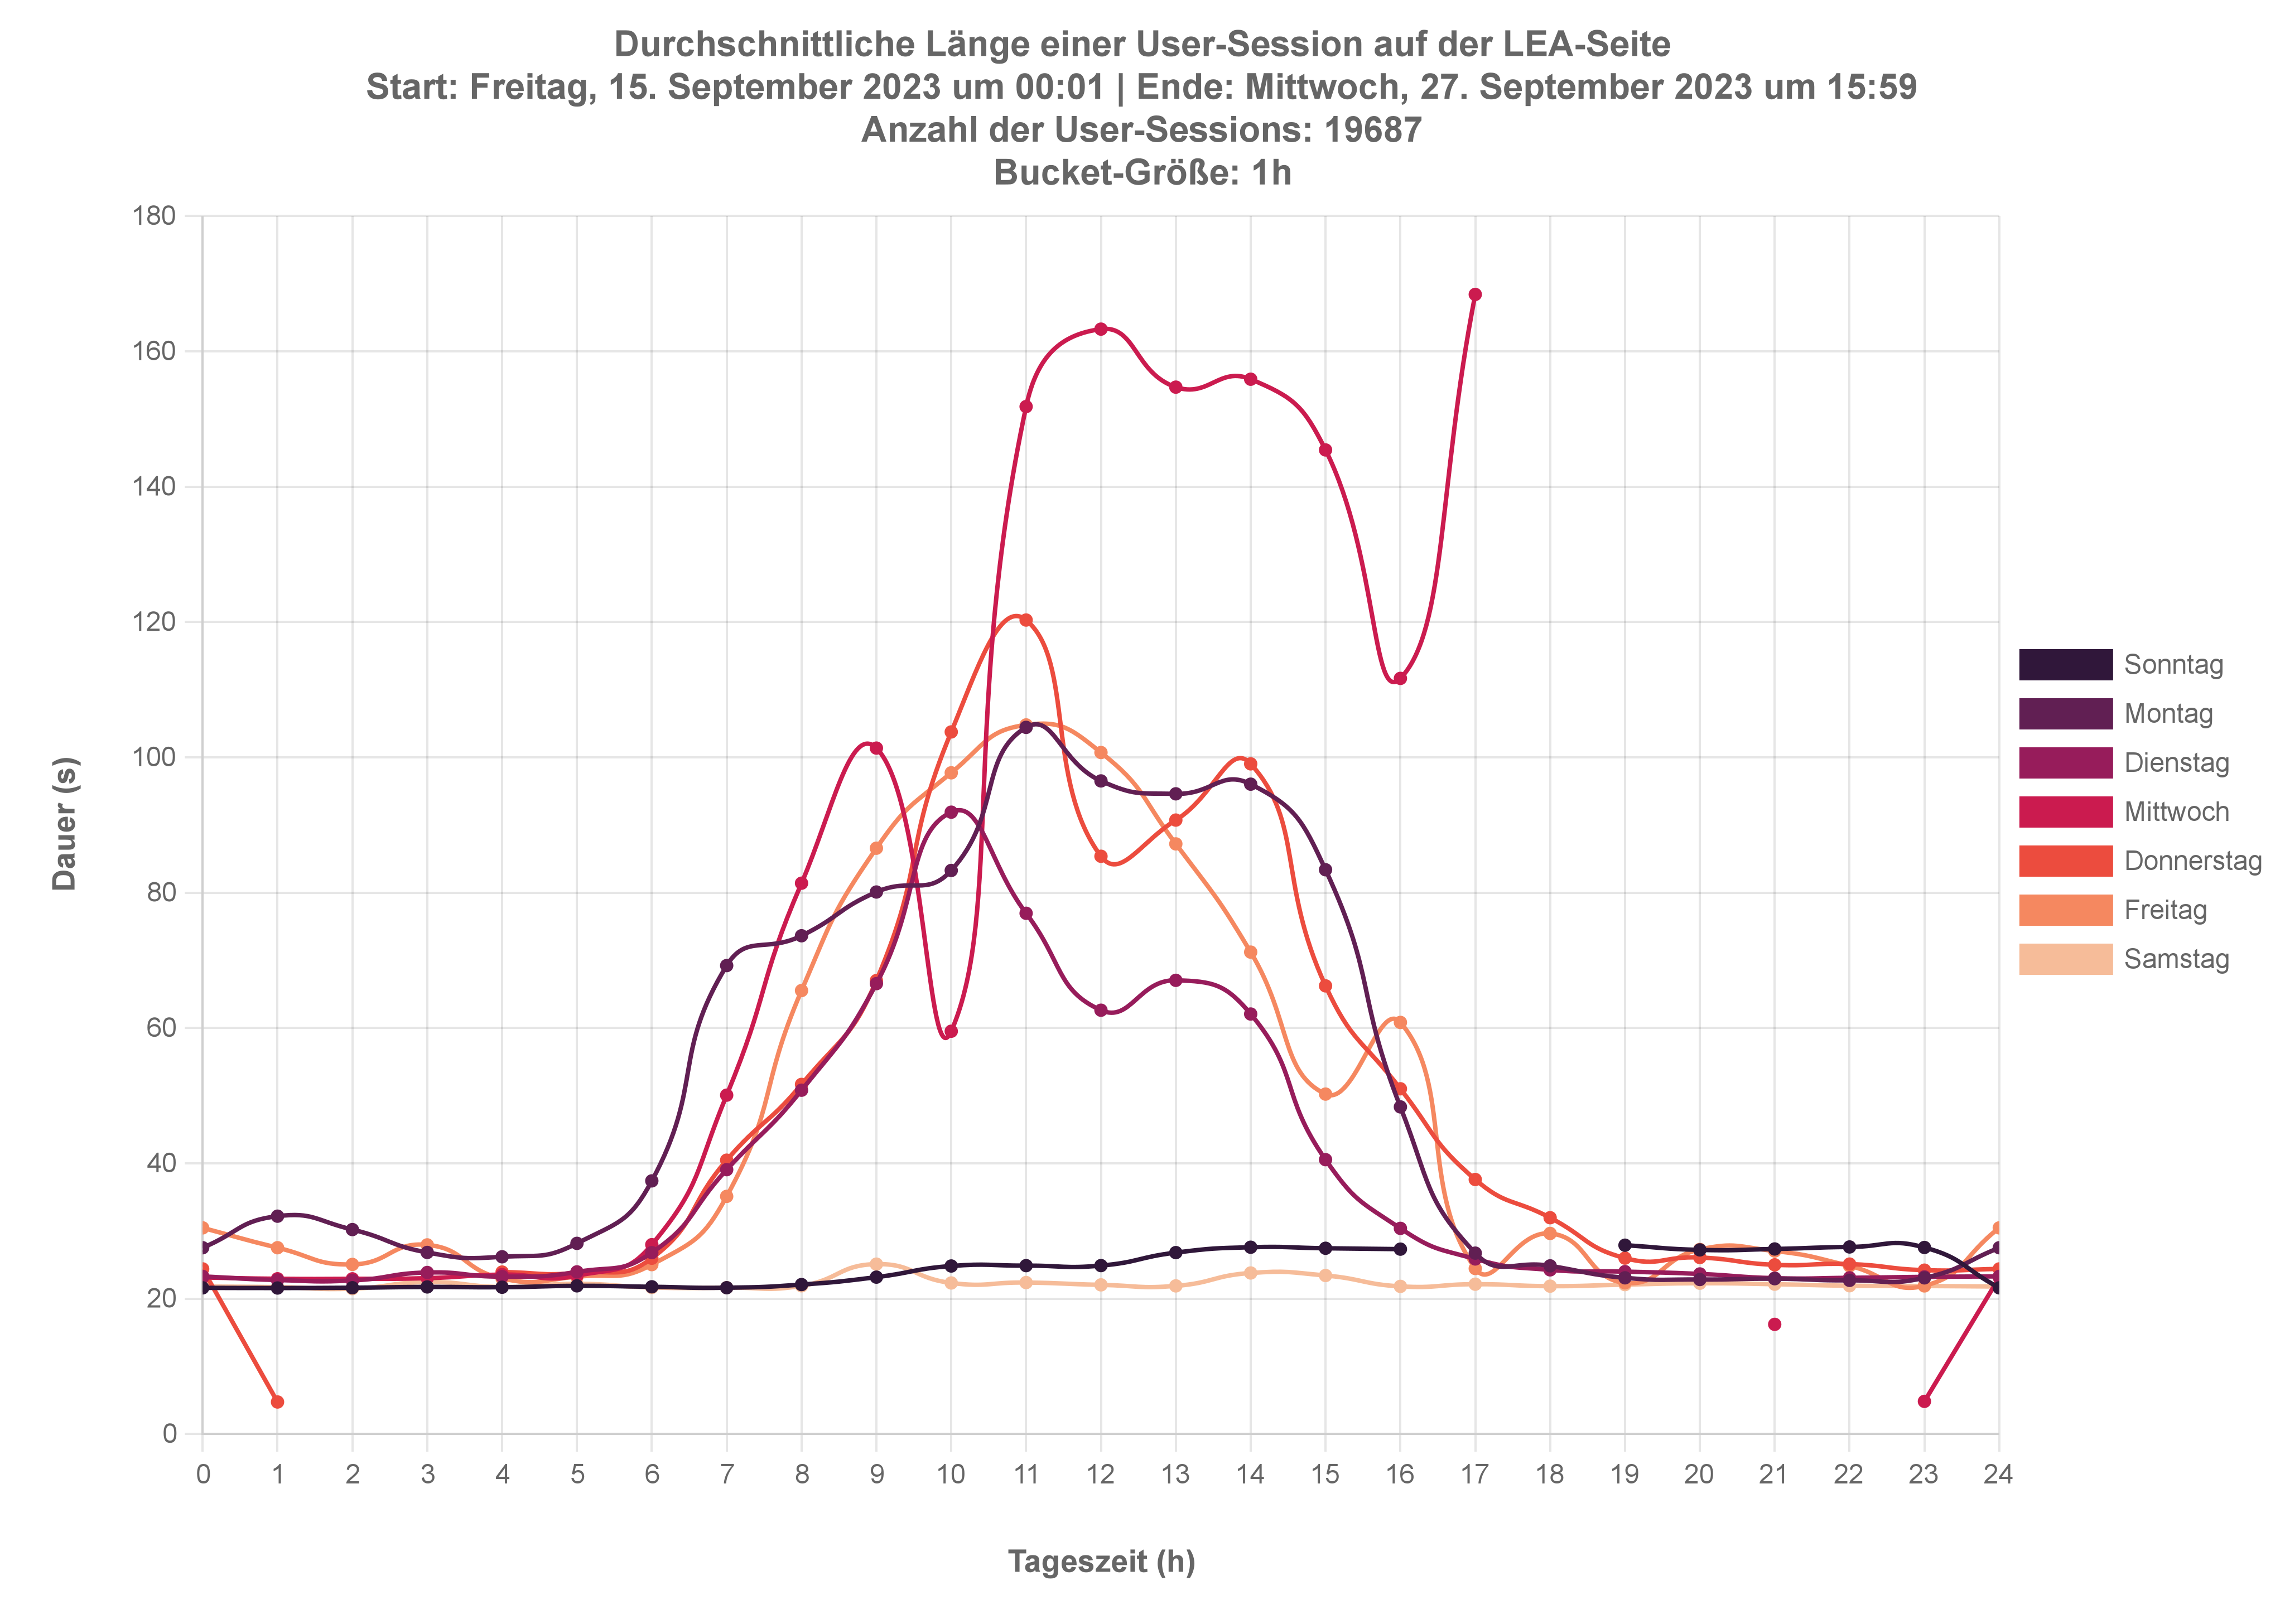 Durchschnittliche Länge einer User-Session auf der LEA-Seite
Start: Freitag, 15. September 2023 um 00:01 | Ende: Mittwoch, 27. September 2023 um 15:59
Anzahl der User-Sessions: 19687
Bucket-Größe: 1h
180
160
140
120
100
80
60
40
20
0
Dauer (s)
0 1 2 3 4 5 6 7 8 9 10 11 12 13 14 15 16 17 18 19 20 21 22 23 24
Tageszeit (h)
Sonntag
Montag
Dienstag
Mittwoch
Donnerstag
Freitag
Samstag